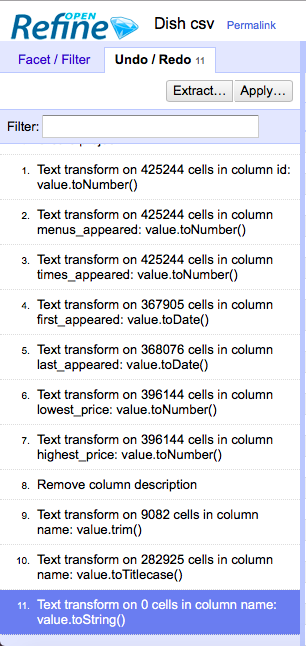 OPEN
Refine Dish csv Permalink
Facet / Filter Undo / Redo 11
Extract... Apply...
Filter:
1. Text transform on 425244 cells in column id:
value.toNumber()
2. Text transform on 425244 cells in column
menus_appeared: value.toNumber()
3. Text transform on 425244 cells in column
times_appeared: value.toNumber()
4. Text transform on 367905 cells in column
first_appeared: value.toDate()
5. Text transform on 368076 cells in column
last_appeared: value.toDate()
6. Text transform on 396144 cells in column
lowest_price: value.toNumber()
7. Text transform on 396144 cells in column
highest_price: value.toNumber()
8. Remove column description
9. Text transform on 9082 cells in column
name: value.trim()
10. Text transform on 282925 cells in column
name: value.toTitlecase()
11. Text transform on 0 cells in column name:
value.toString()